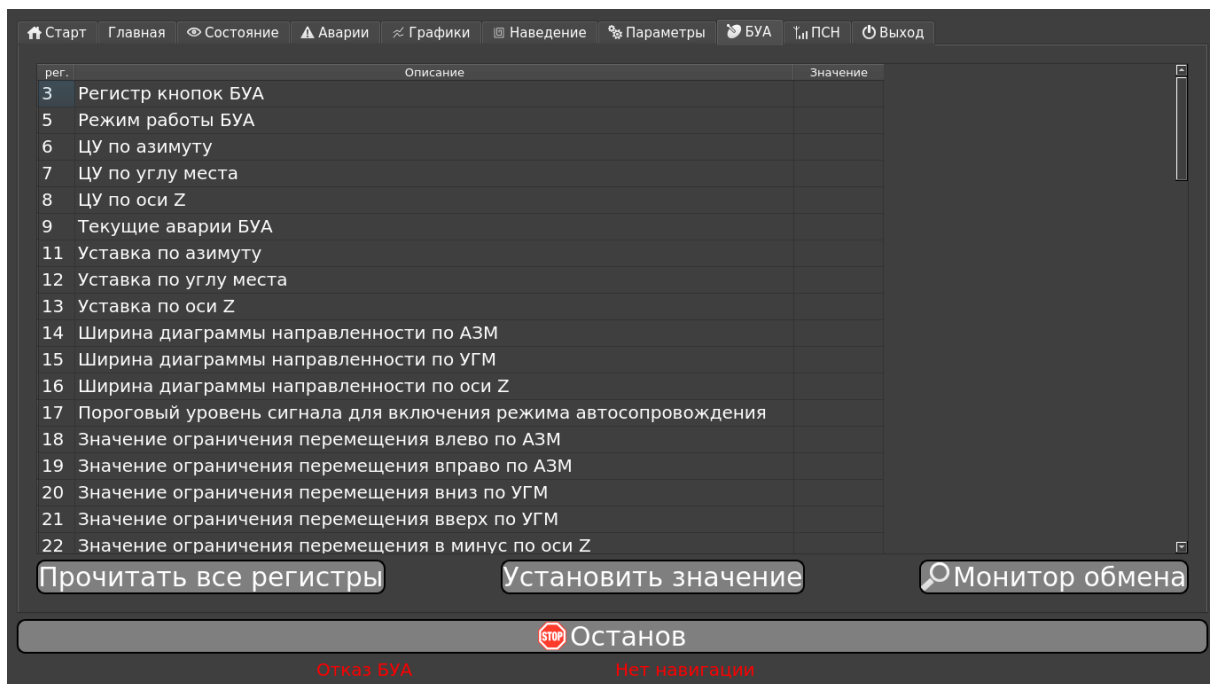 Старт Главная Состояние Аварии Графики Наведение Параметры БУА ПСН Выход
рег. Описание Значение
3 Регистр кнопок БУА
5 Режим работы БУА
6 ЦУ по азимуту
7 ЦУ по углу места
8 ЦУ по оси Z
9 Текущие аварии БУА
11 Уставка по азимуту
12 Уставка по углу места
13 Уставка по оси Z
14 Ширина диаграммы направленности по АЗМ
15 Ширина диаграммы направленности по УГМ
16 Ширина диаграммы направленности по оси Z
17 Пороговый уровень сигнала для включения режима автосопровождения
18 Значение ограничения перемещения влево по АЗМ
19 Значение ограничения перемещения вправо по АЗМ
20 Значение ограничения перемещения вниз по УГМ
21 Значение ограничения перемещения вверх по УГМ
22 Значение ограничения перемещения в минус по оси Z
Прочитать все регистры Установить значение Монитор обмена
STOP Останов
Отказ БУА Нет навигации